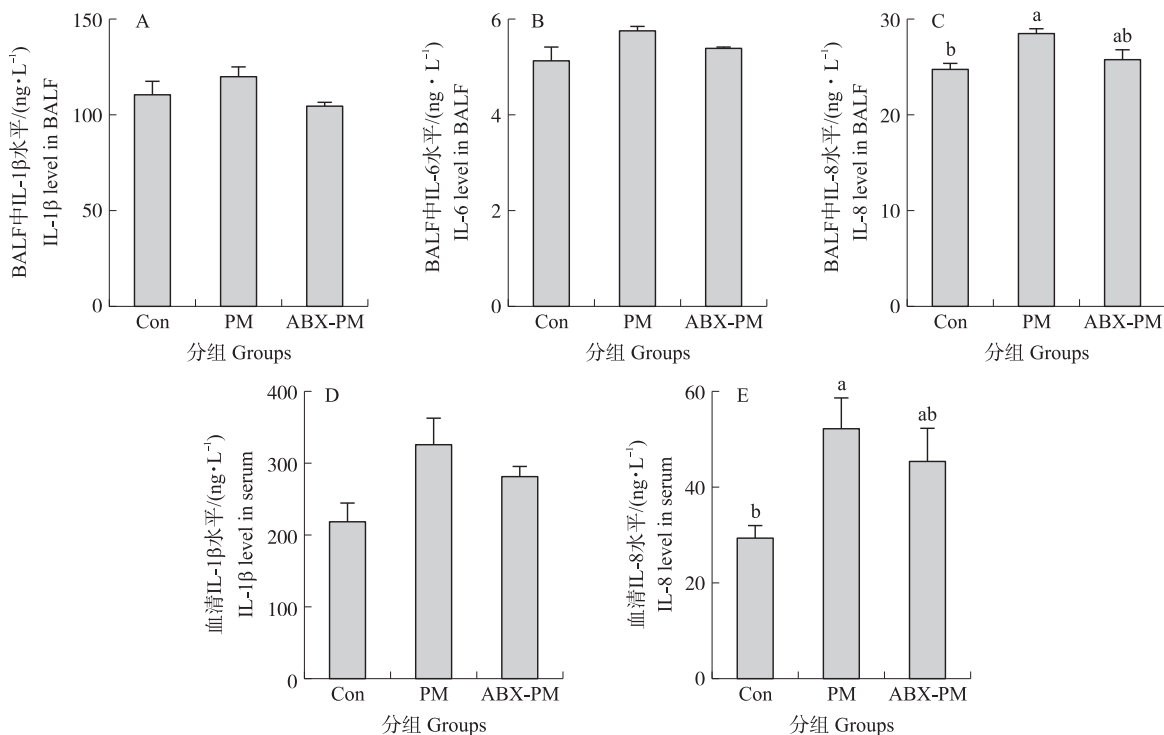 A
BALF中IL-1β水平/(ng·L⁻¹)
IL-1β level in BALF
150
100
50
0
Con PM ABX-PM
分组 Groups
B
BALF中IL-6水平/(ng·L⁻¹)
IL-6 level in BALF
6
4
2
0
Con PM ABX-PM
分组 Groups
C
BALF中IL-8水平/(ng·L⁻¹)
IL-8 level in BALF
30
20
10
0
b a ab
Con PM ABX-PM
分组 Groups
D
血清IL-1β水平/(ng·L⁻¹)
IL-1β level in serum
400
300
200
100
0
Con PM ABX-PM
分组 Groups
E
血清IL-8水平/(ng·L⁻¹)
IL-8 level in serum
60
40
20
0
b a ab
Con PM ABX-PM
分组 Groups